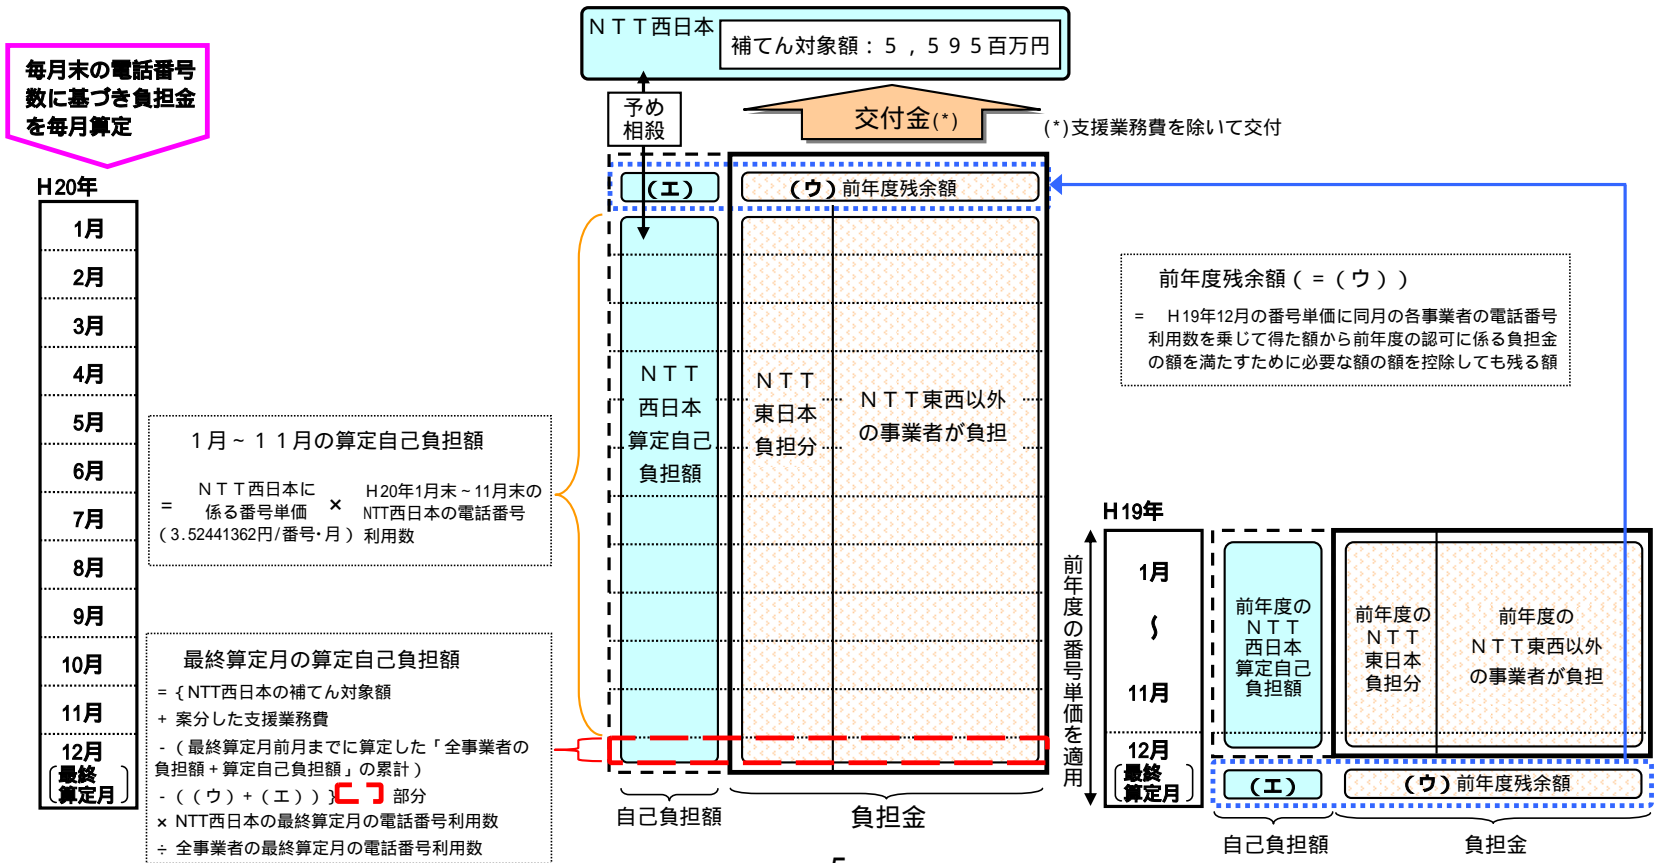 ＮＴＴ西日本
補てん対象額：５，５９５百万円
毎月末の電話番号
数に基づき負担金
を毎月算定
予め
相殺
交付金(*)
(*)支援業務費を除いて交付
H20年
1月
2月
3月
4月
5月
6月
7月
8月
9月
10月
11月
12月
最終
算定月
（エ）
（ウ）前年度残余額
ＮＴＴ
西日本
算定自己
負担額
ＮＴＴ
東日本
負担分
ＮＴＴ東西以外
の事業者が負担
１月~１１月の算定自己負担額
=
ＮＴＴ西日本に
係る番号単価
（3.52441362円/番号・月）
×
H20年1月末~11月末の
NTT西日本の電話番号
利用数
最終算定月の算定自己負担額
= {NTT西日本の補てん対象額
+ 案分した支援業務費
-（最終算定月前月までに算定した「全事業者の
負担額+算定自己負担額」の累計）
-（（ウ）+（エ））} 部分
× NTT西日本の最終算定月の電話番号利用数
÷ 全事業者の最終算定月の電話番号利用数
自己負担額
負担金
前年度残余額（=（ウ））
= H19年12月の番号単価に同月の各事業者の電話番号
利用数を乗じて得た額から前年度の認可に係る負担金
の額を満たすために必要な額の額を控除しても残る額
H19年
前年度の番号単価を適用
1月
~
11月
12月
最終
算定月
前年度の
ＮＴＴ
西日本
算定自己
負担額
前年度の
ＮＴＴ
東日本
負担分
前年度の
ＮＴＴ東西以外
の事業者が負担
（エ）
（ウ）前年度残余額
自己負担額
負担金